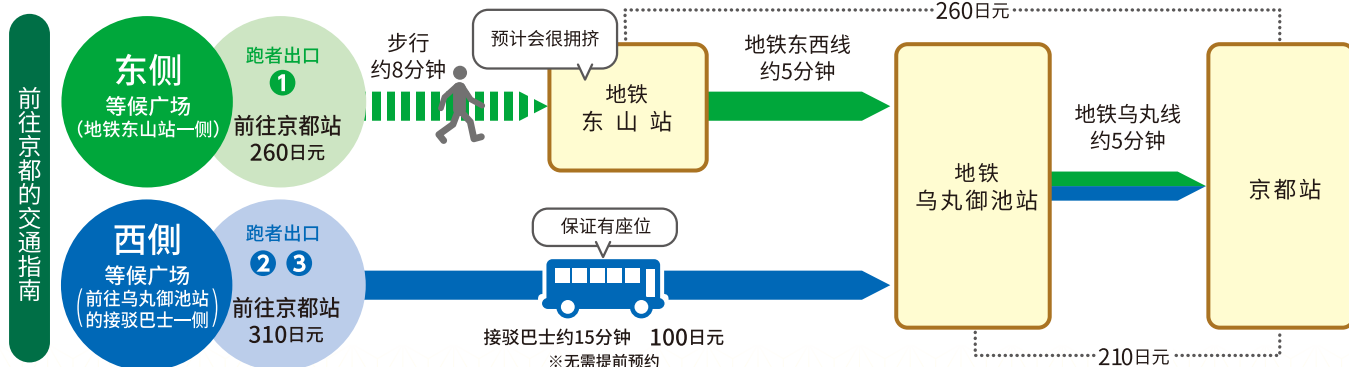 前往京都的交通指南
东侧
等候广场
（地铁东山站一侧）
跑者出口
1
前往京都站
260日元
步行
约8分钟
预计会很拥挤
地铁
东山站
地铁东西线
约5分钟
260日元
西側
等候广场
（前往乌丸御池站
的接驳巴士一侧）
跑者出口
2 3
前往京都站
310日元
保证有座位
接驳巴士约15分钟 100日元
※无需提前预约
地铁
乌丸御池站
地铁乌丸线
约5分钟
京都站
210日元